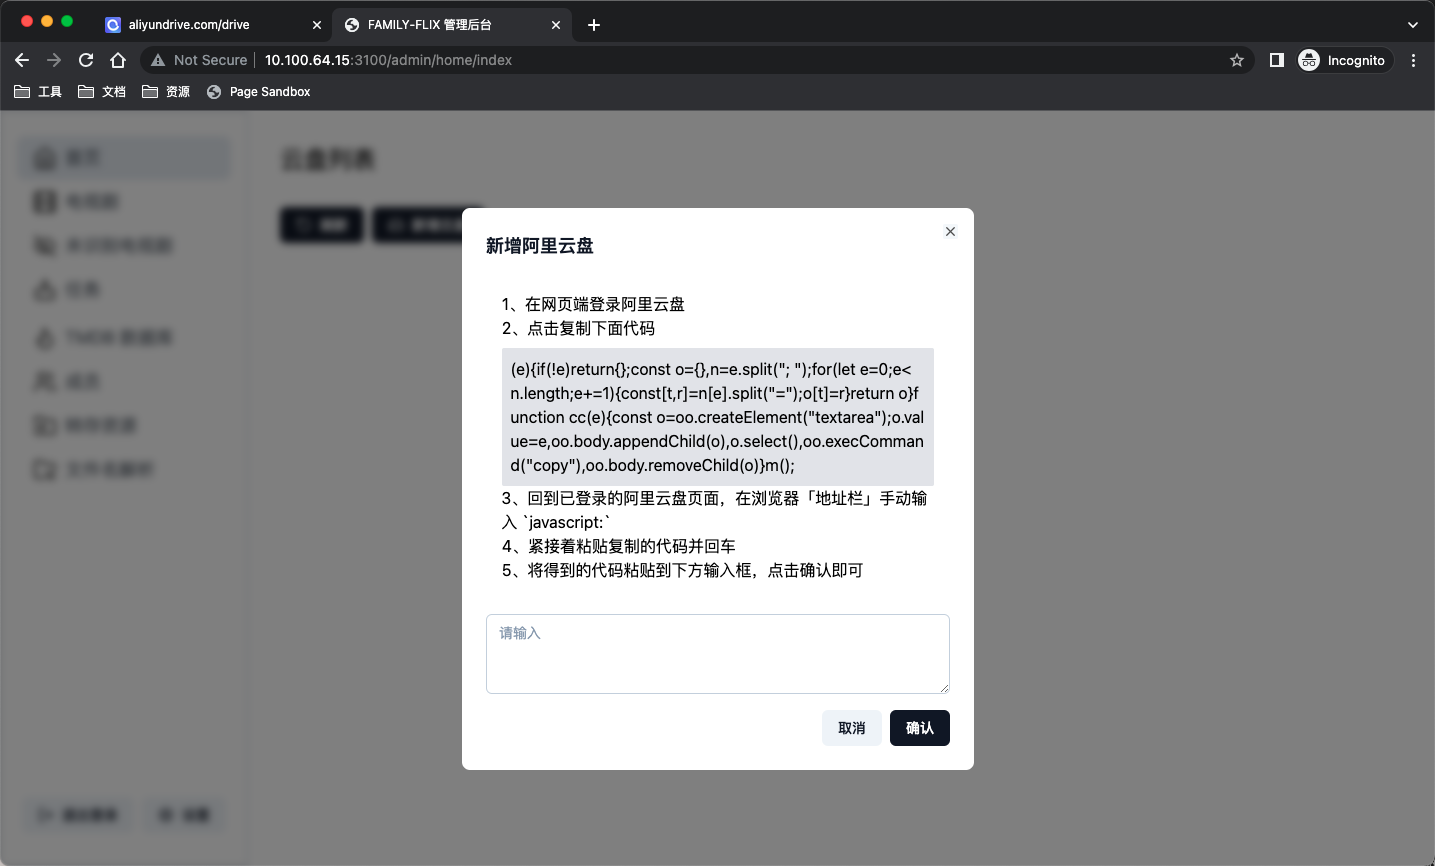 aliyundrive.com/drive
FAMILY-FLIX 管理后台
Not Secure
10.100.64.15:3100/admin/home/index
Incognito
工具
文档
资源
Page Sandbox
首页
云盘列表
新增阿里云盘
1、在网页端登录阿里云盘
2、点击复制下面代码
(e){if(!e)return{};const o={},n=e.split("; ");for(let e=0;e<
n.length;e+=1){const[t,r]=n[e].split("=");o[t]=r}return o}f
unction cc(e){const o=oo.createElement("textarea");o.val
ue=e,oo.body.appendChild(o),o.select(),oo.execComman
d("copy"),oo.body.removeChild(o)}m();
3、回到已登录的阿里云盘页面，在浏览器「地址栏」手动输
入 `javascript:`
4、紧接着粘贴复制的代码并回车
5、将得到的代码粘贴到下方输入框，点击确认即可
请输入
取消
确认